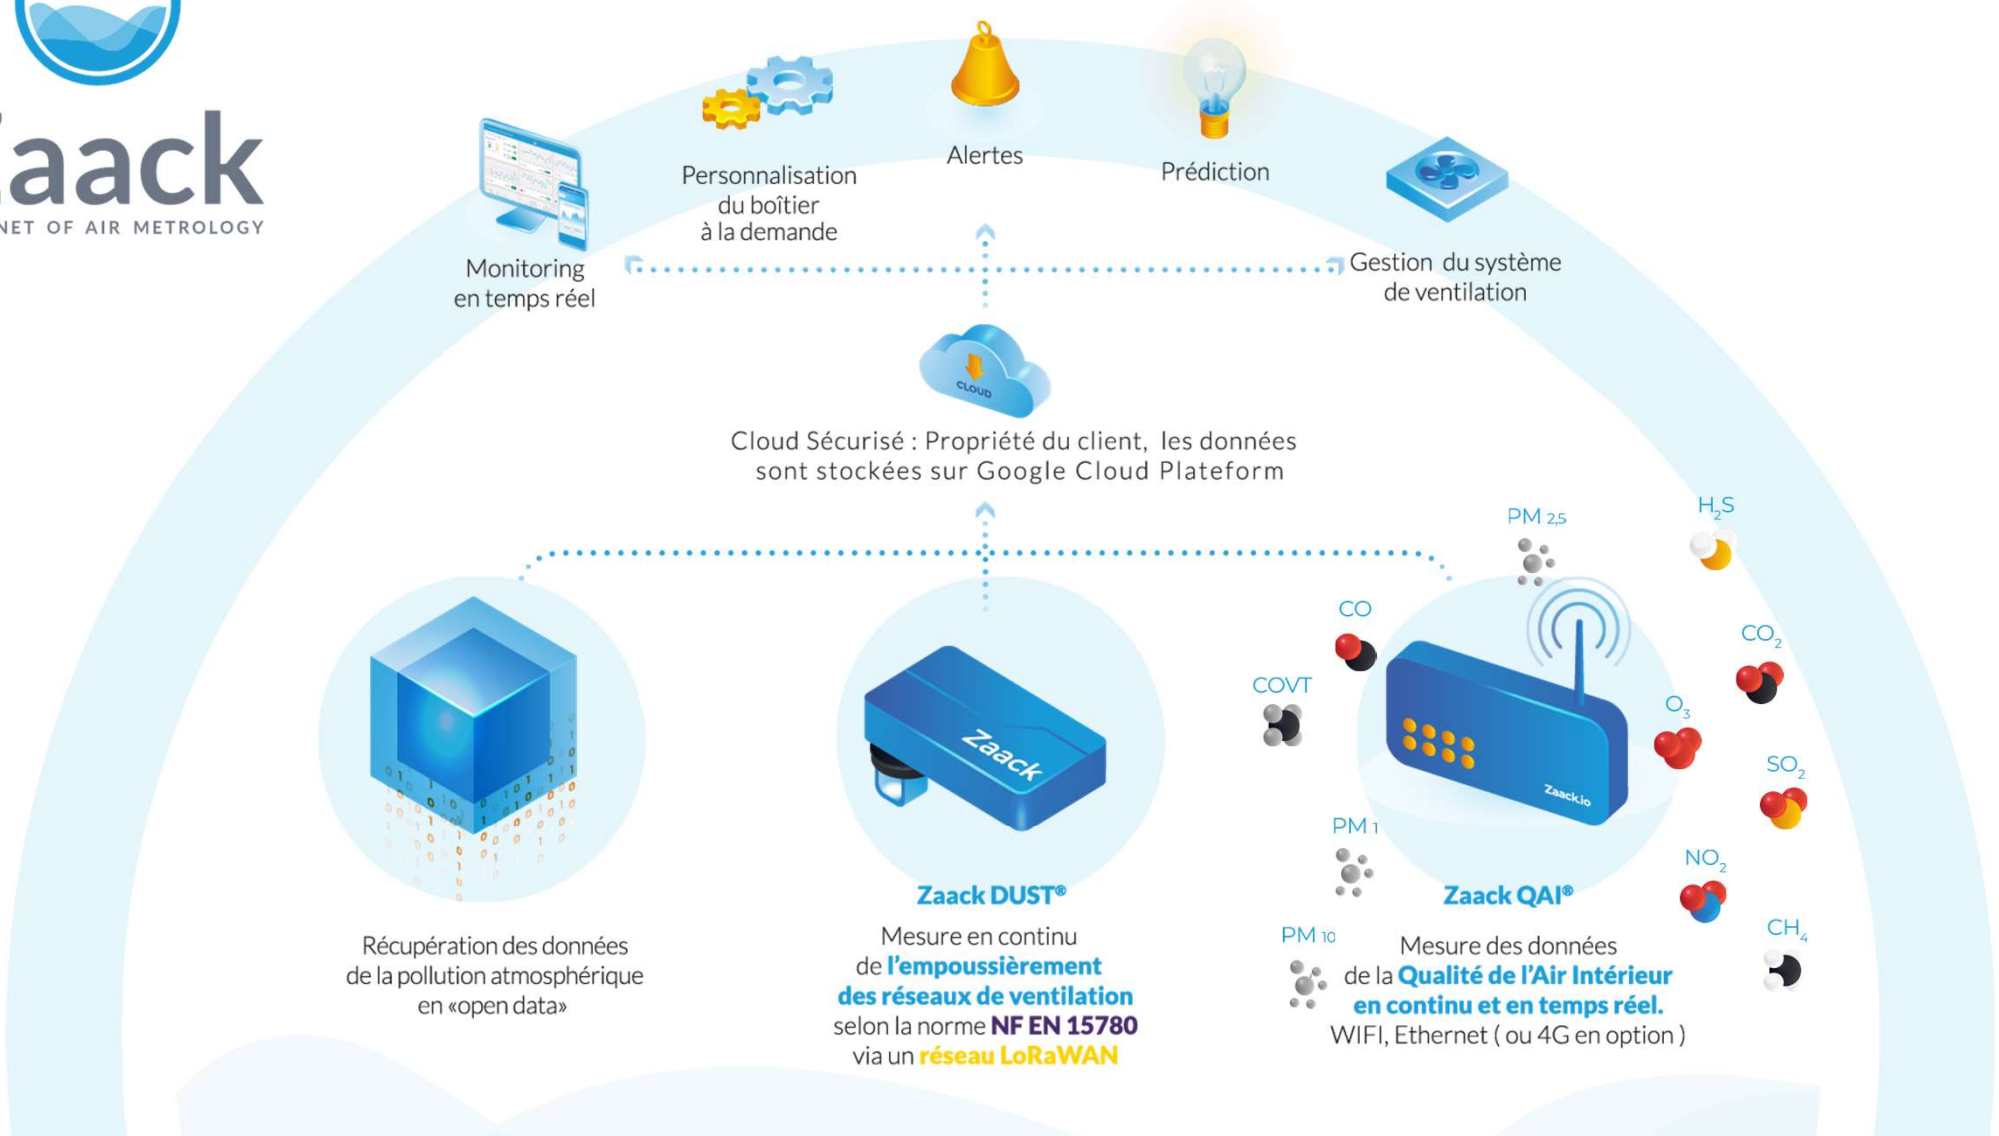 aack
NET OF AIR METROLOGY
Monitoring
en temps réel
Personnalisation
du boîtier
à la demande
Alertes
Prédiction
Gestion du système
de ventilation
CLOUD
Cloud Sécurisé : Propriété du client, les données
sont stockées sur Google Cloud Plateform
Récupération des données
de la pollution atmosphérique
en «open data»
Zaack
Zaack DUST®
Mesure en continu
de l'empoussièrement
des réseaux de ventilation
selon la norme NF EN 15780
via un réseau LoRaWAN
PM 2,5
H₂S
CO
CO₂
COVT
O₃
SO₂
Zaack.io
PM 1
NO₂
PM 10
CH₄
Zaack QAI®
Mesure des données
de la Qualité de l'Air Intérieur
en continu et en temps réel.
WIFI, Ethernet ( ou 4G en option )